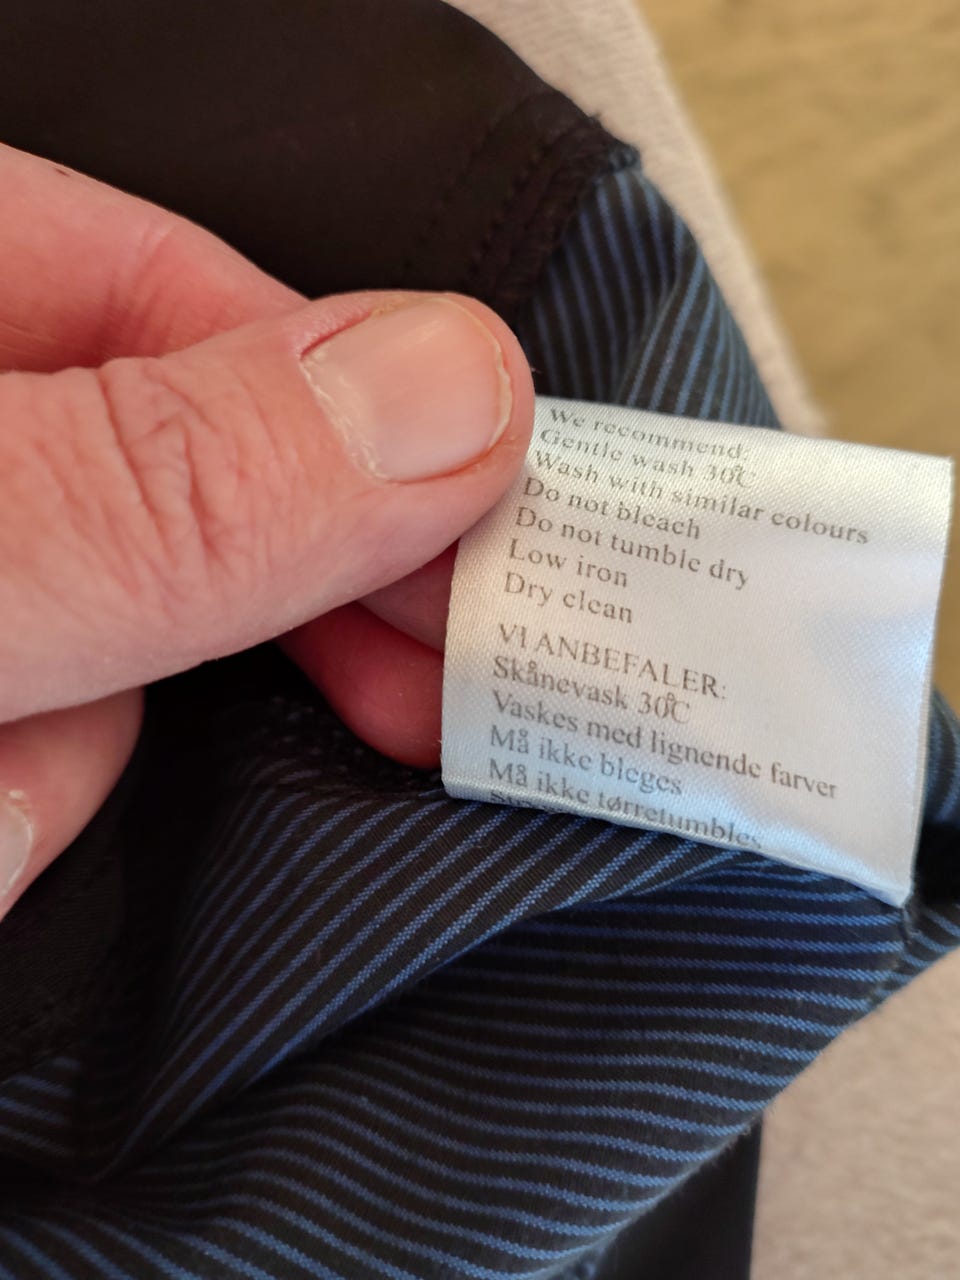 We recommend:
Gentle wash 30℃
Wash with similar colours
Do not bleach
Do not tumble dry
Low iron
Dry clean
VI ANBEFALER:
Skånevask 30℃
Vaskes med lignende farver
Må ikke bleges
Må ikke tørretumbles